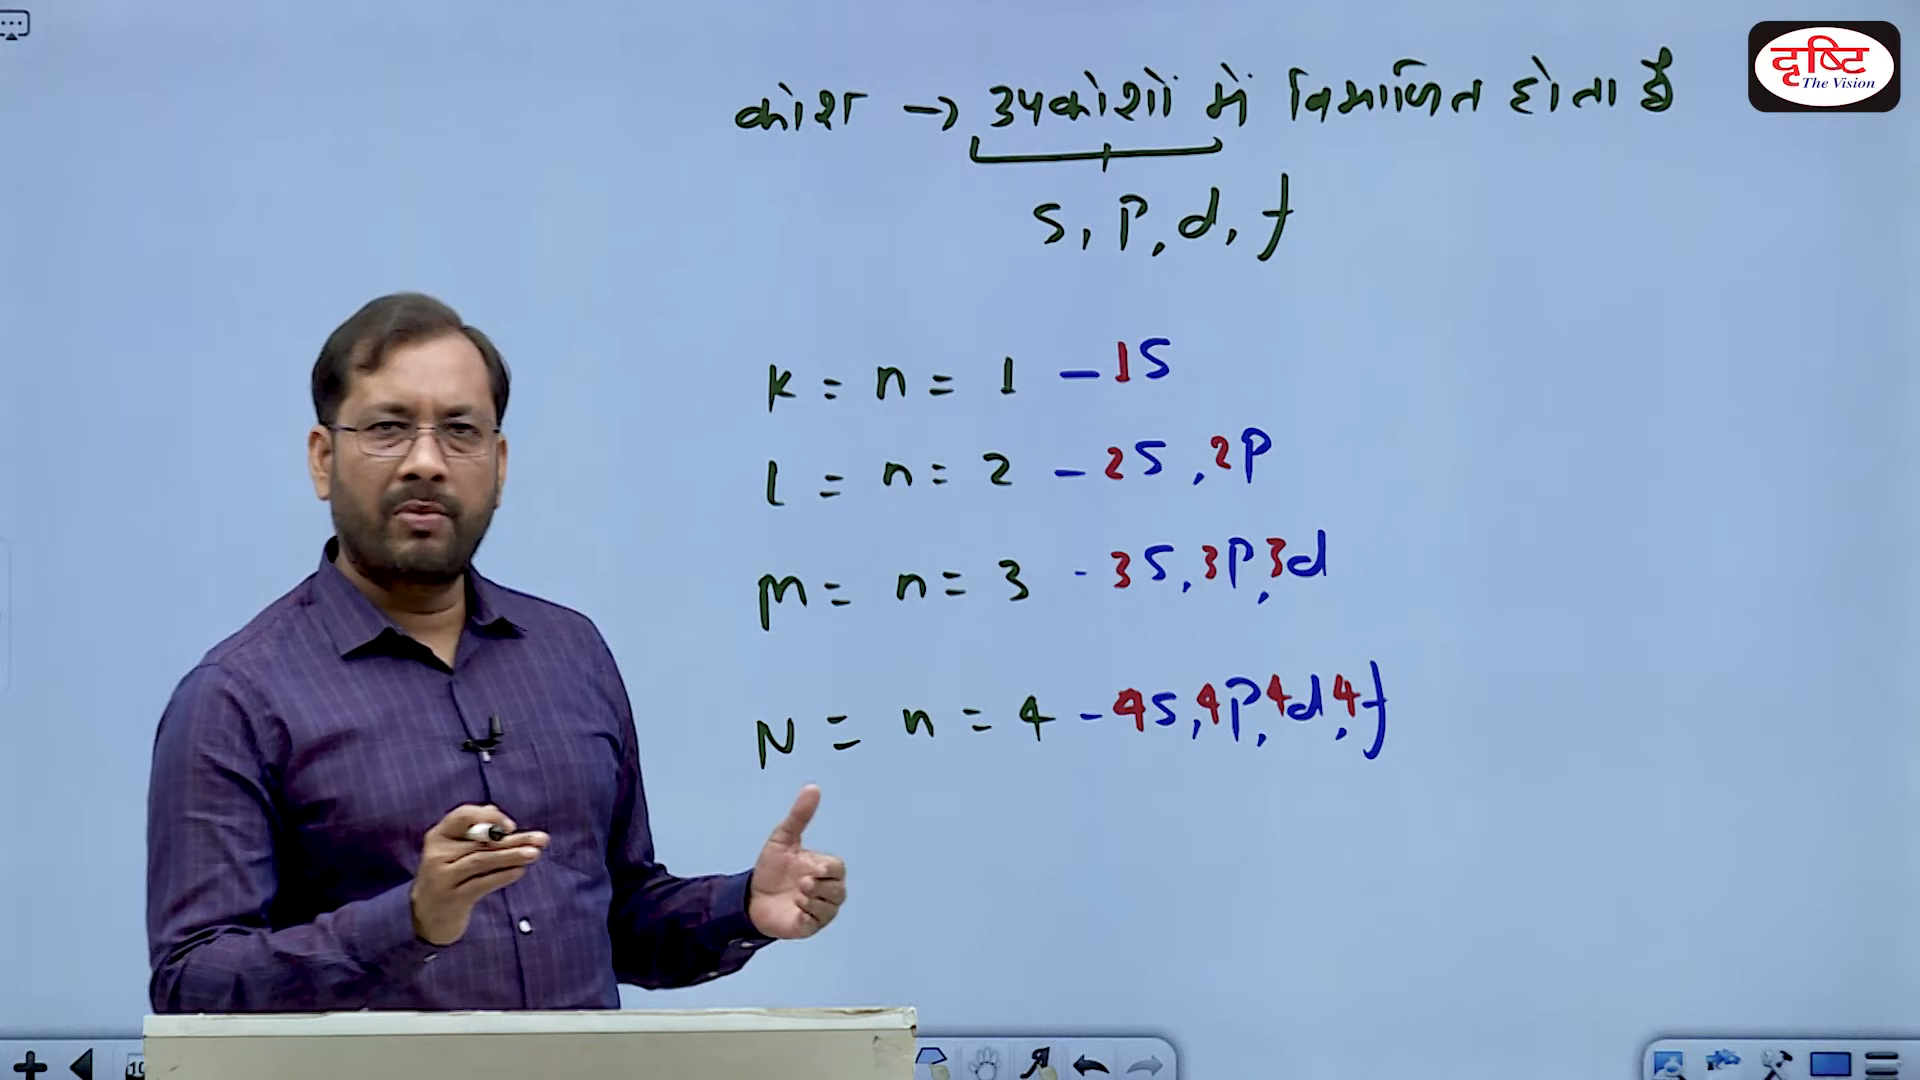 दृष्टि
The Vision
कोश → उपकोशों में विभाजित होता है
s, p, d, f
K = n = 1 - 1s
L = n = 2 - 2s, 2p
M = n = 3 - 3s, 3p, 3d
N = n = 4 - 4s, 4p, 4d, 4f